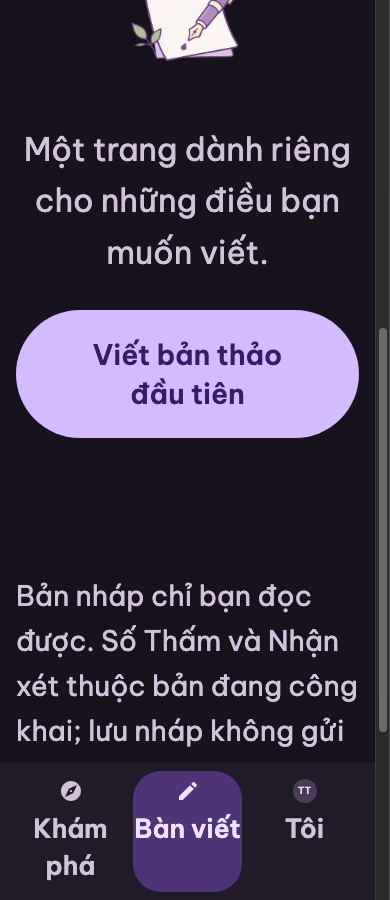 Một trang dành riêng
cho những điều bạn
muốn viết.
Viết bản thảo
đầu tiên
Bản nháp chỉ bạn đọc
được. Số Thấm và Nhận
xét thuộc bản đang công
khai; lưu nháp không gửi
Khám
phá
Bàn viết
TT
Tôi